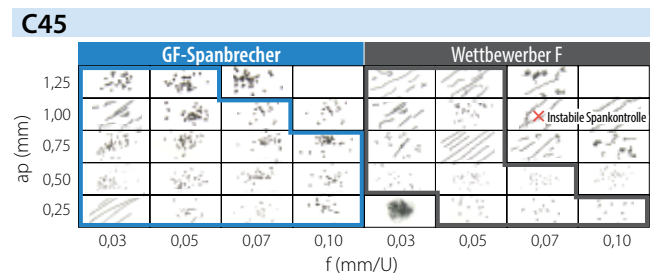 C45
GF-Spanbrecher Wettbewerber F
1,25
1,00
Instabile Spankontrolle
0,75
0,50
0,25
ap (mm)
0,03 0,05 0,07 0,10 0,03 0,05 0,07 0,10
f (mm/U)